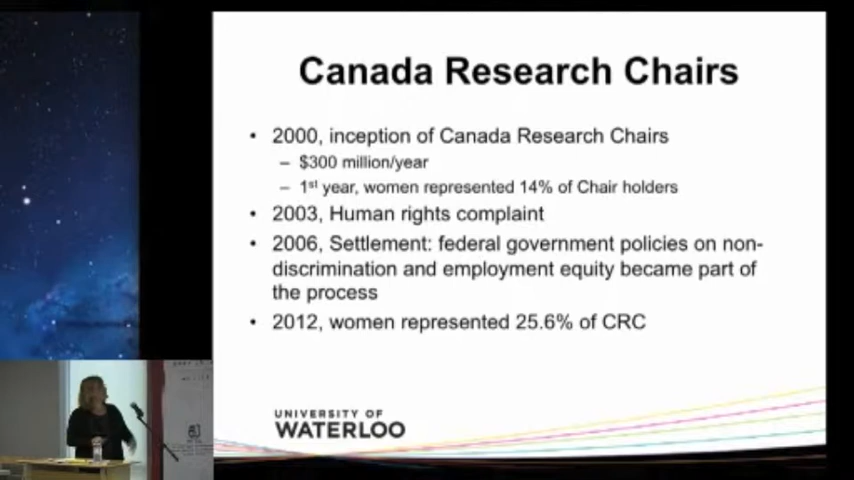 Canada Research Chairs
• 2000, inception of Canada Research Chairs
– $300 million/year
– 1st year, women represented 14% of Chair holders
• 2003, Human rights complaint
• 2006, Settlement: federal government policies on non-
discrimination and employment equity became part of
the process
• 2012, women represented 25.6% of CRC
UNIVERSITY OF
WATERLOO